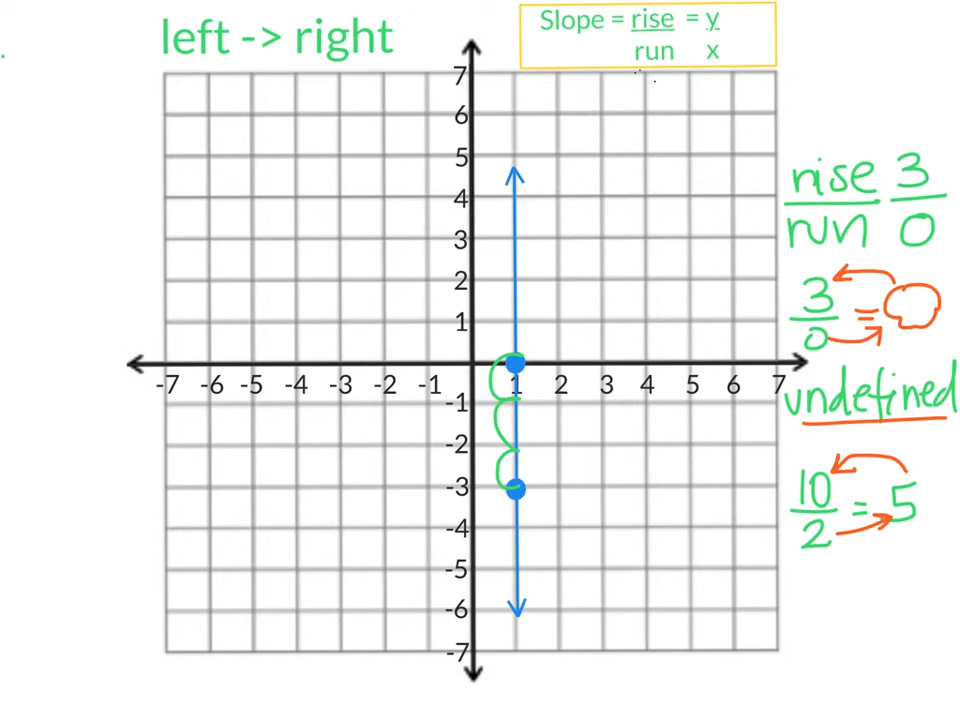 left -> right
Slope = rise = y
run x
7
6
5
4
3
2
1
-7 -6 -5 -4 -3 -2 -1 1 2 3 4 5 6 7
-1
-2
-3
-4
-5
-6
-7
rise 3
run 0
3
0 =
undefined
10
2 = 5